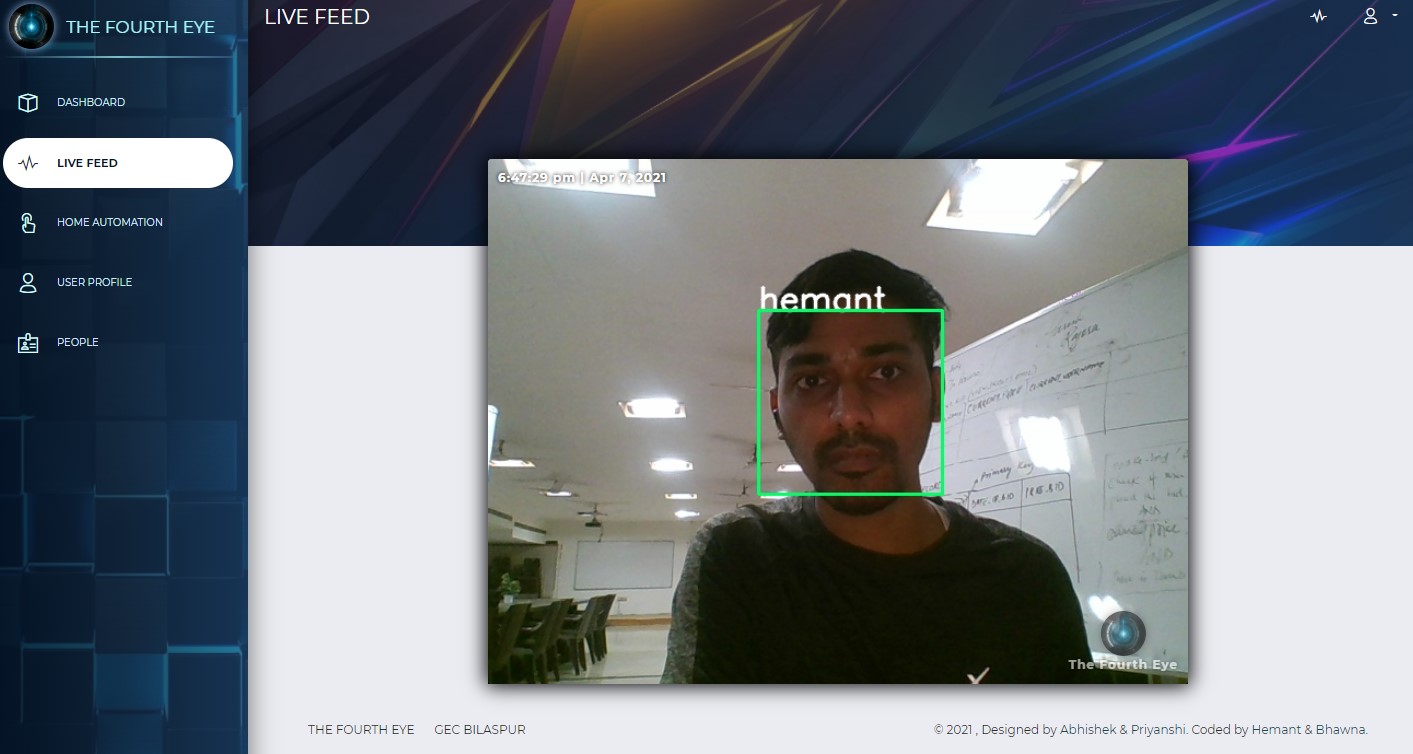 THE FOURTH EYE
LIVE FEED
DASHBOARD
LIVE FEED
HOME AUTOMATION
USER PROFILE
PEOPLE
6:47:29 pm | Apr 7, 2021
hemant
Primary Key
The Fourth Eye
THE FOURTH EYE GEC BILASPUR
© 2021 , Designed by Abhishek & Priyanshi. Coded by Hemant & Bhawna.